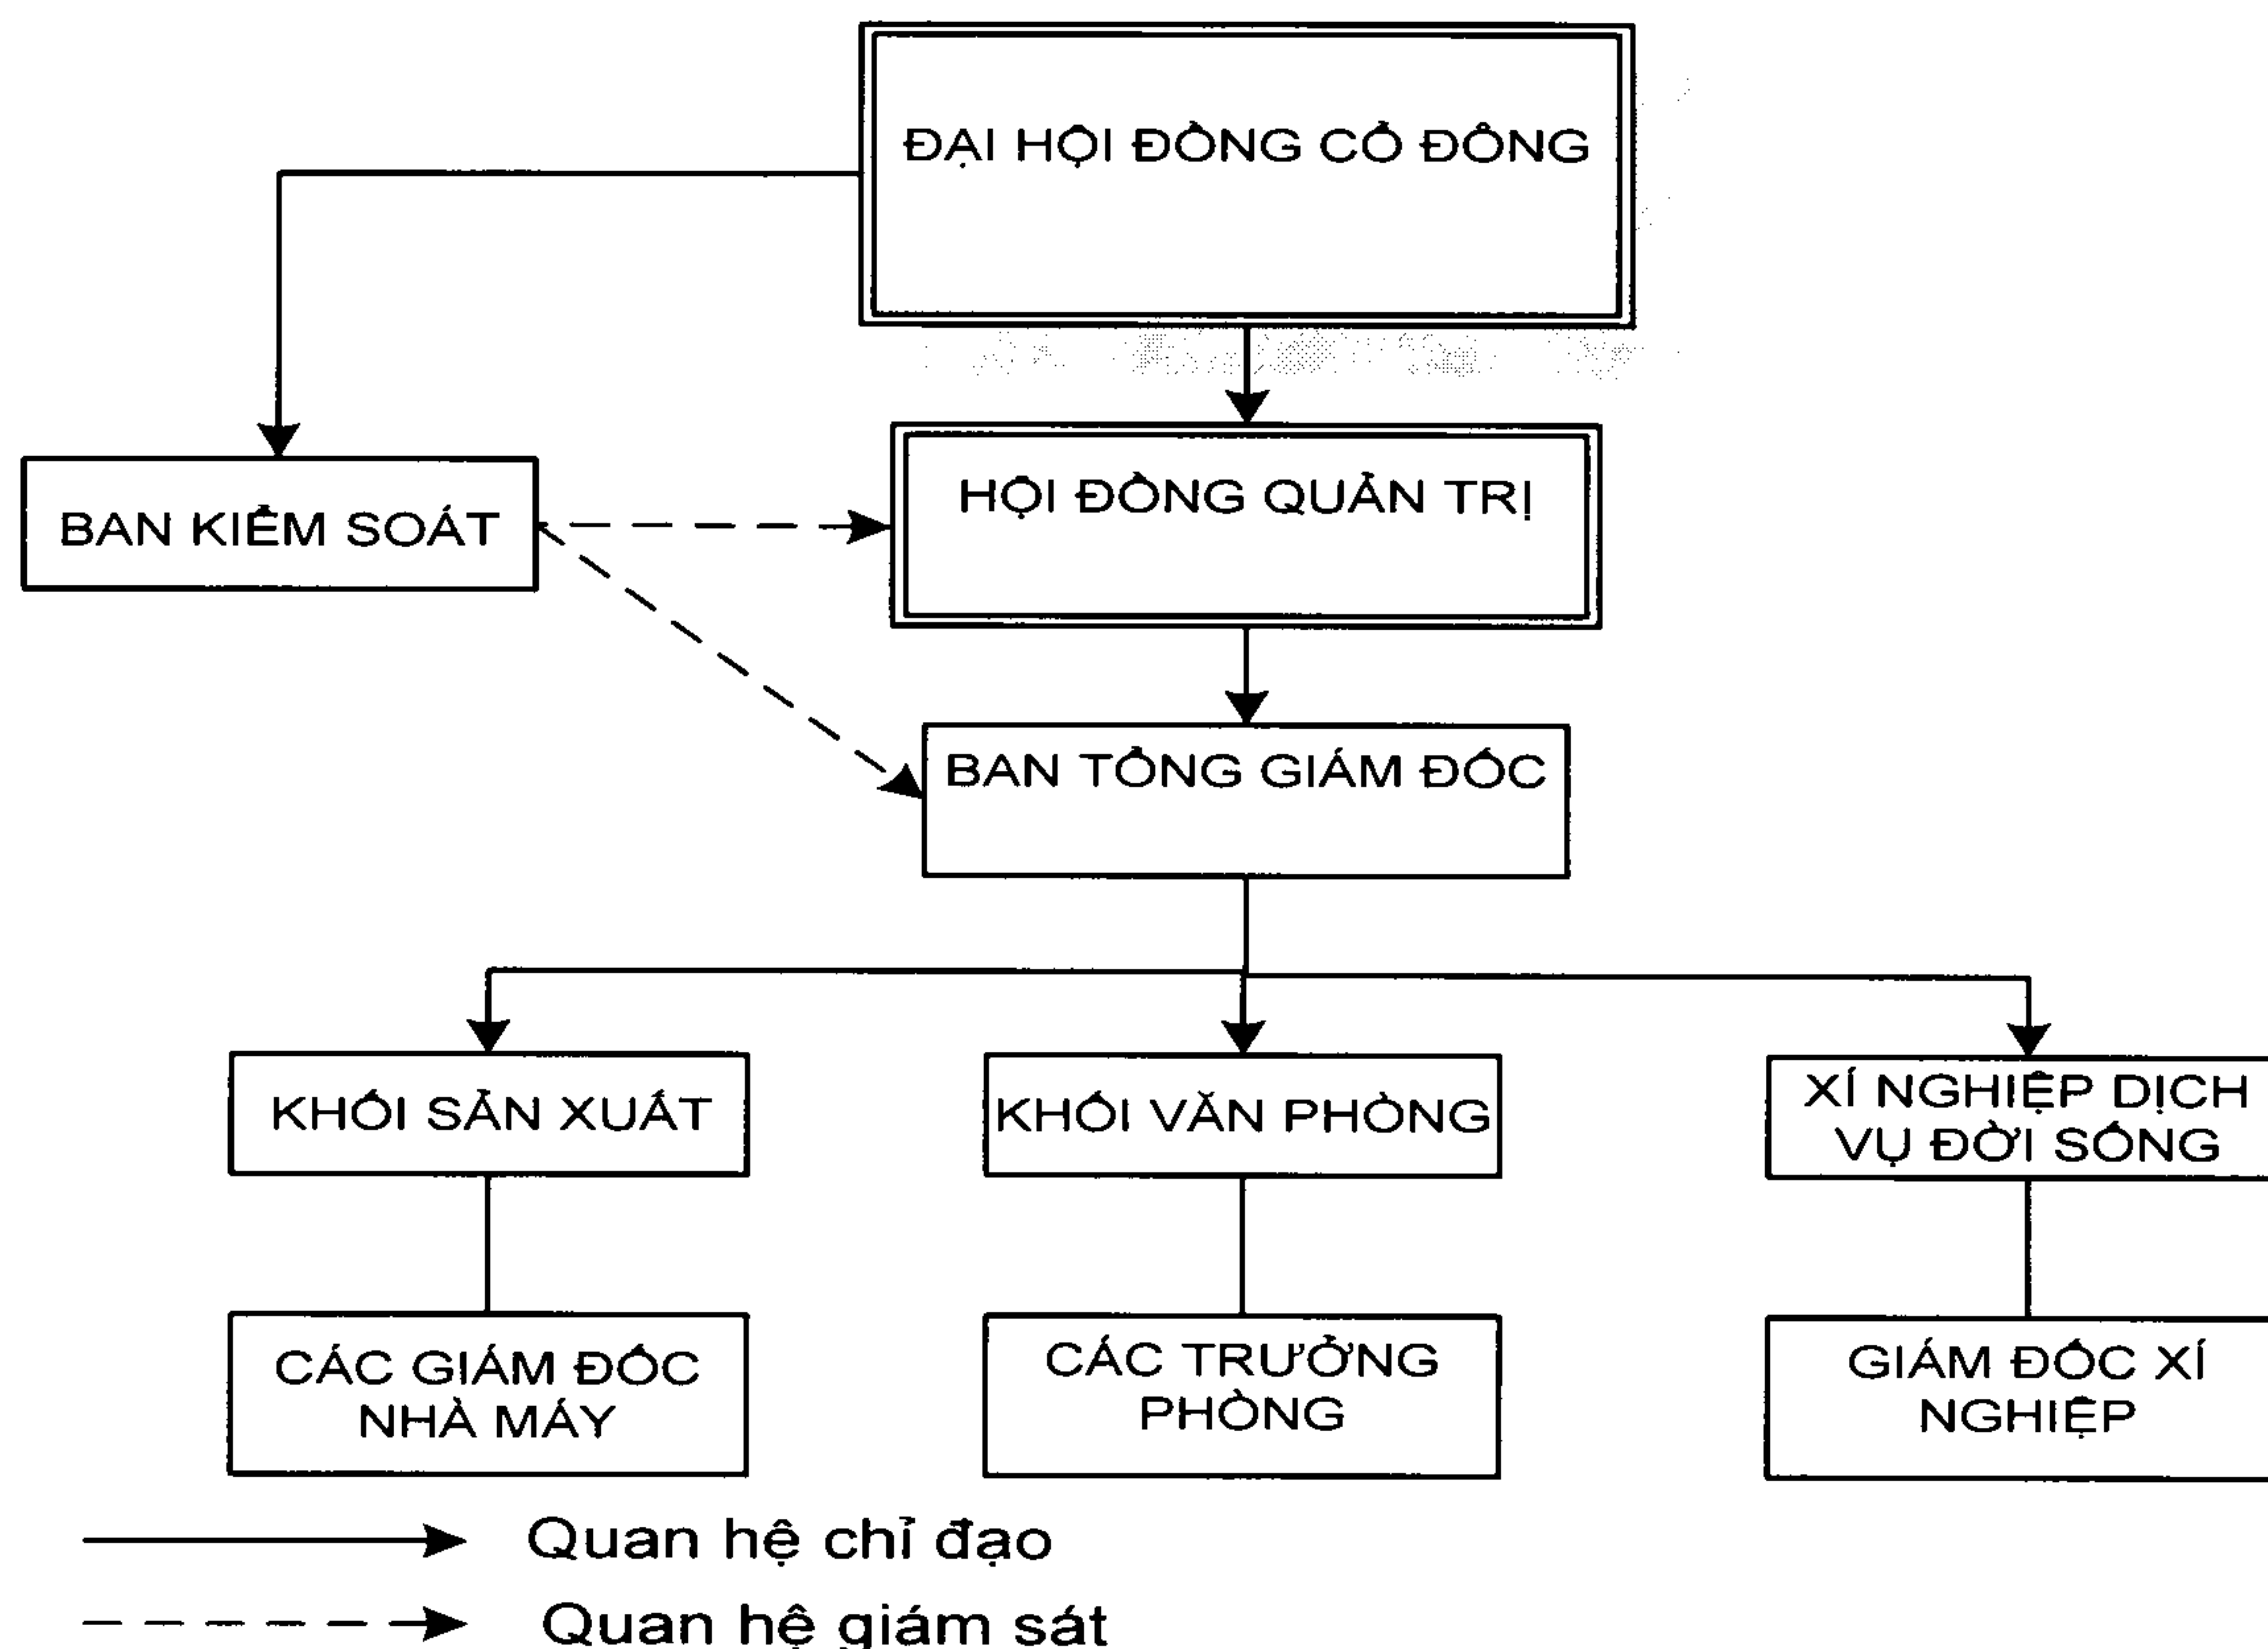 ĐẠI HỘI ĐỒNG CỔ ĐÔNG
BAN KIỂM SOÁT
HỘI ĐỒNG QUẢN TRỊ
BAN TỔNG GIÁM ĐỐC
KHỐI SẢN XUẤT
KHỐI VĂN PHÒNG
XÍ NGHIỆP DỊCH
VỤ ĐỜI SỐNG
CÁC GIÁM ĐỐC
NHÀ MÁY
CÁC TRƯỞNG
PHÒNG
GIÁM ĐỐC XÍ
NGHIỆP
Quan hệ chỉ đạo
Quan hệ giám sát